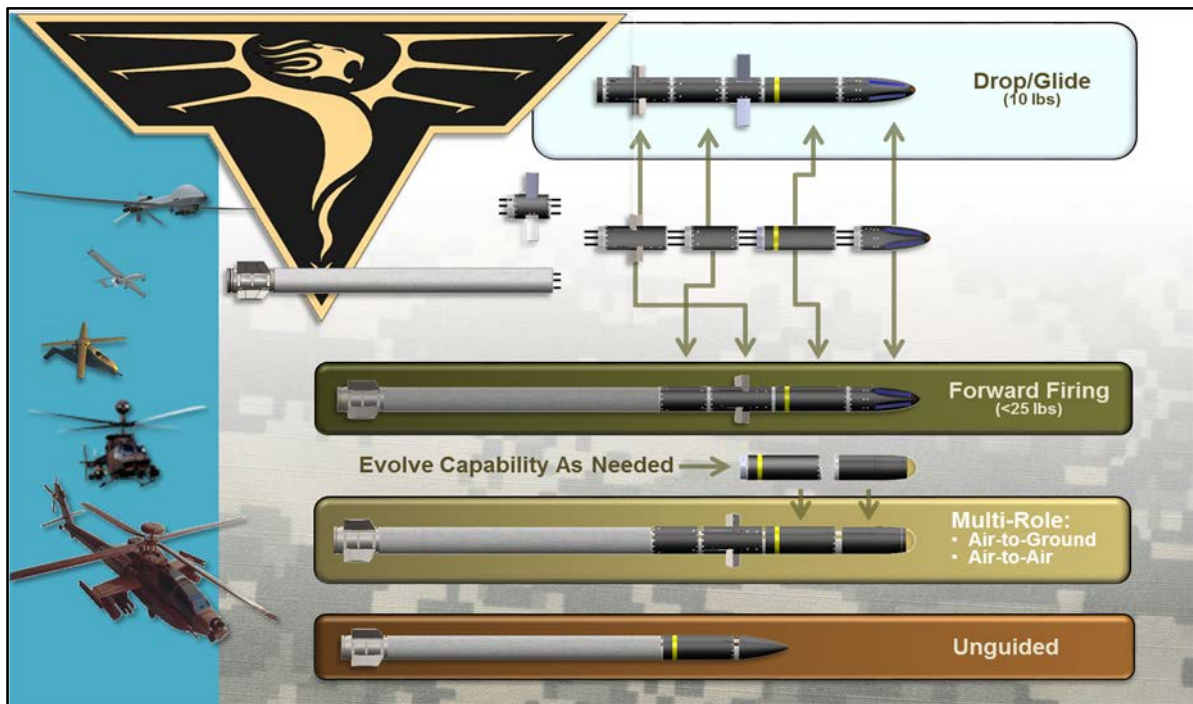 Drop/Glide
(10 lbs)
Forward Firing
(<25 lbs)
Evolve Capability As Needed
Multi-Role:
• Air-to-Ground
• Air-to-Air
Unguided